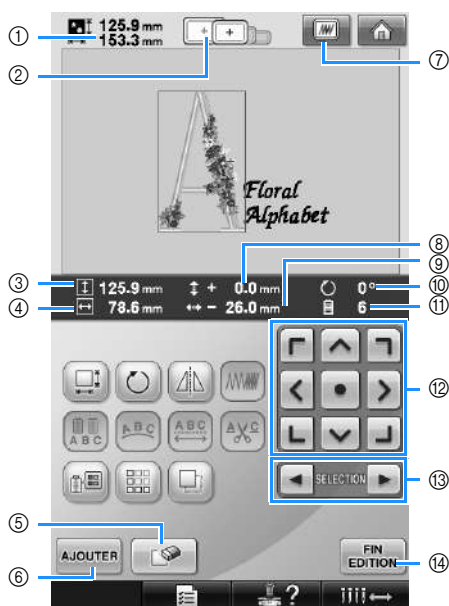 ① 125.9 mm
153.3 mm
②
⑦
Floral
Alphabet
⑧
⑨
③ 125.9 mm + 0.0 mm 0° ⑩
④ 78.6 mm - 26.0 mm 6 ⑪
⑫
A B C A B C A B C A B C
SELECTION ⑬
⑤
AJOUTER FIN
EDITION ⑭
⑥
?